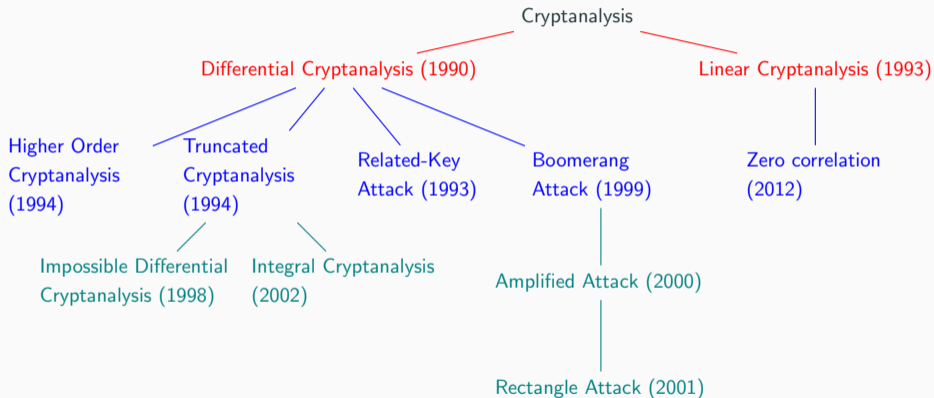 Cryptanalysis
Differential Cryptanalysis (1990)
Linear Cryptanalysis (1993)
Higher Order
Cryptanalysis
(1994)
Truncated
Cryptanalysis
(1994)
Related-Key
Attack (1993)
Boomerang
Attack (1999)
Zero correlation
(2012)
Impossible Differential
Cryptanalysis (1998)
Integral Cryptanalysis
(2002)
Amplified Attack (2000)
Rectangle Attack (2001)